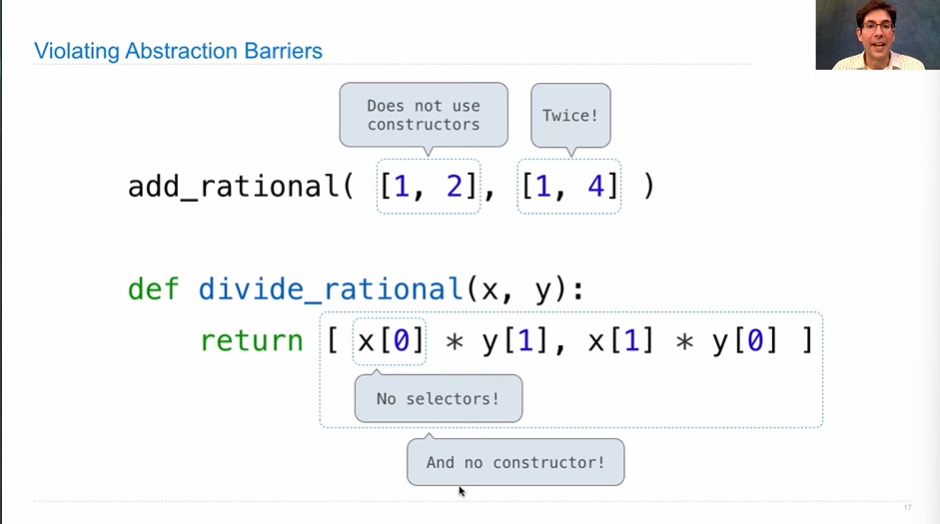 Violating Abstraction Barriers
Does not use
constructors
Twice!
add_rational( [1, 2], [1, 4] )
def divide_rational(x, y):
return [ x[0] * y[1], x[1] * y[0] ]
No selectors!
And no constructor!
17